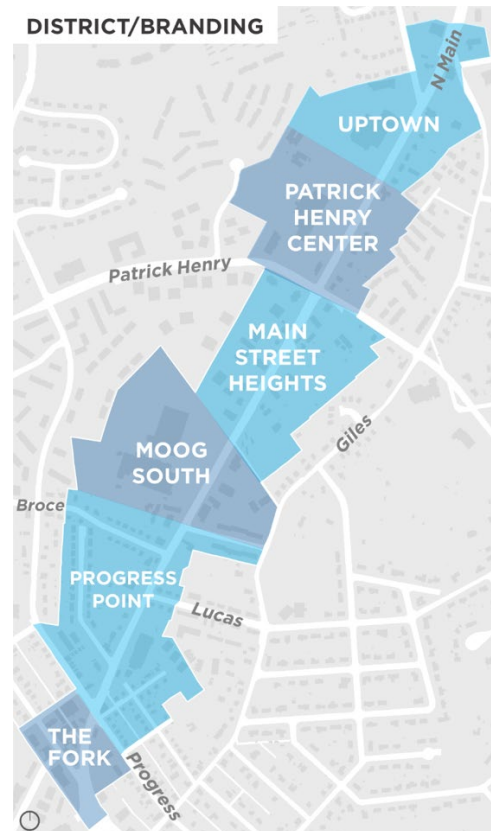 DISTRICT/BRANDING
N Main
UPTOWN
PATRICK
HENRY
CENTER
Patrick Henry
MAIN
STREET
HEIGHTS
Giles
MOOG
SOUTH
Broce
PROGRESS
POINT
Lucas
THE
FORK
Progress